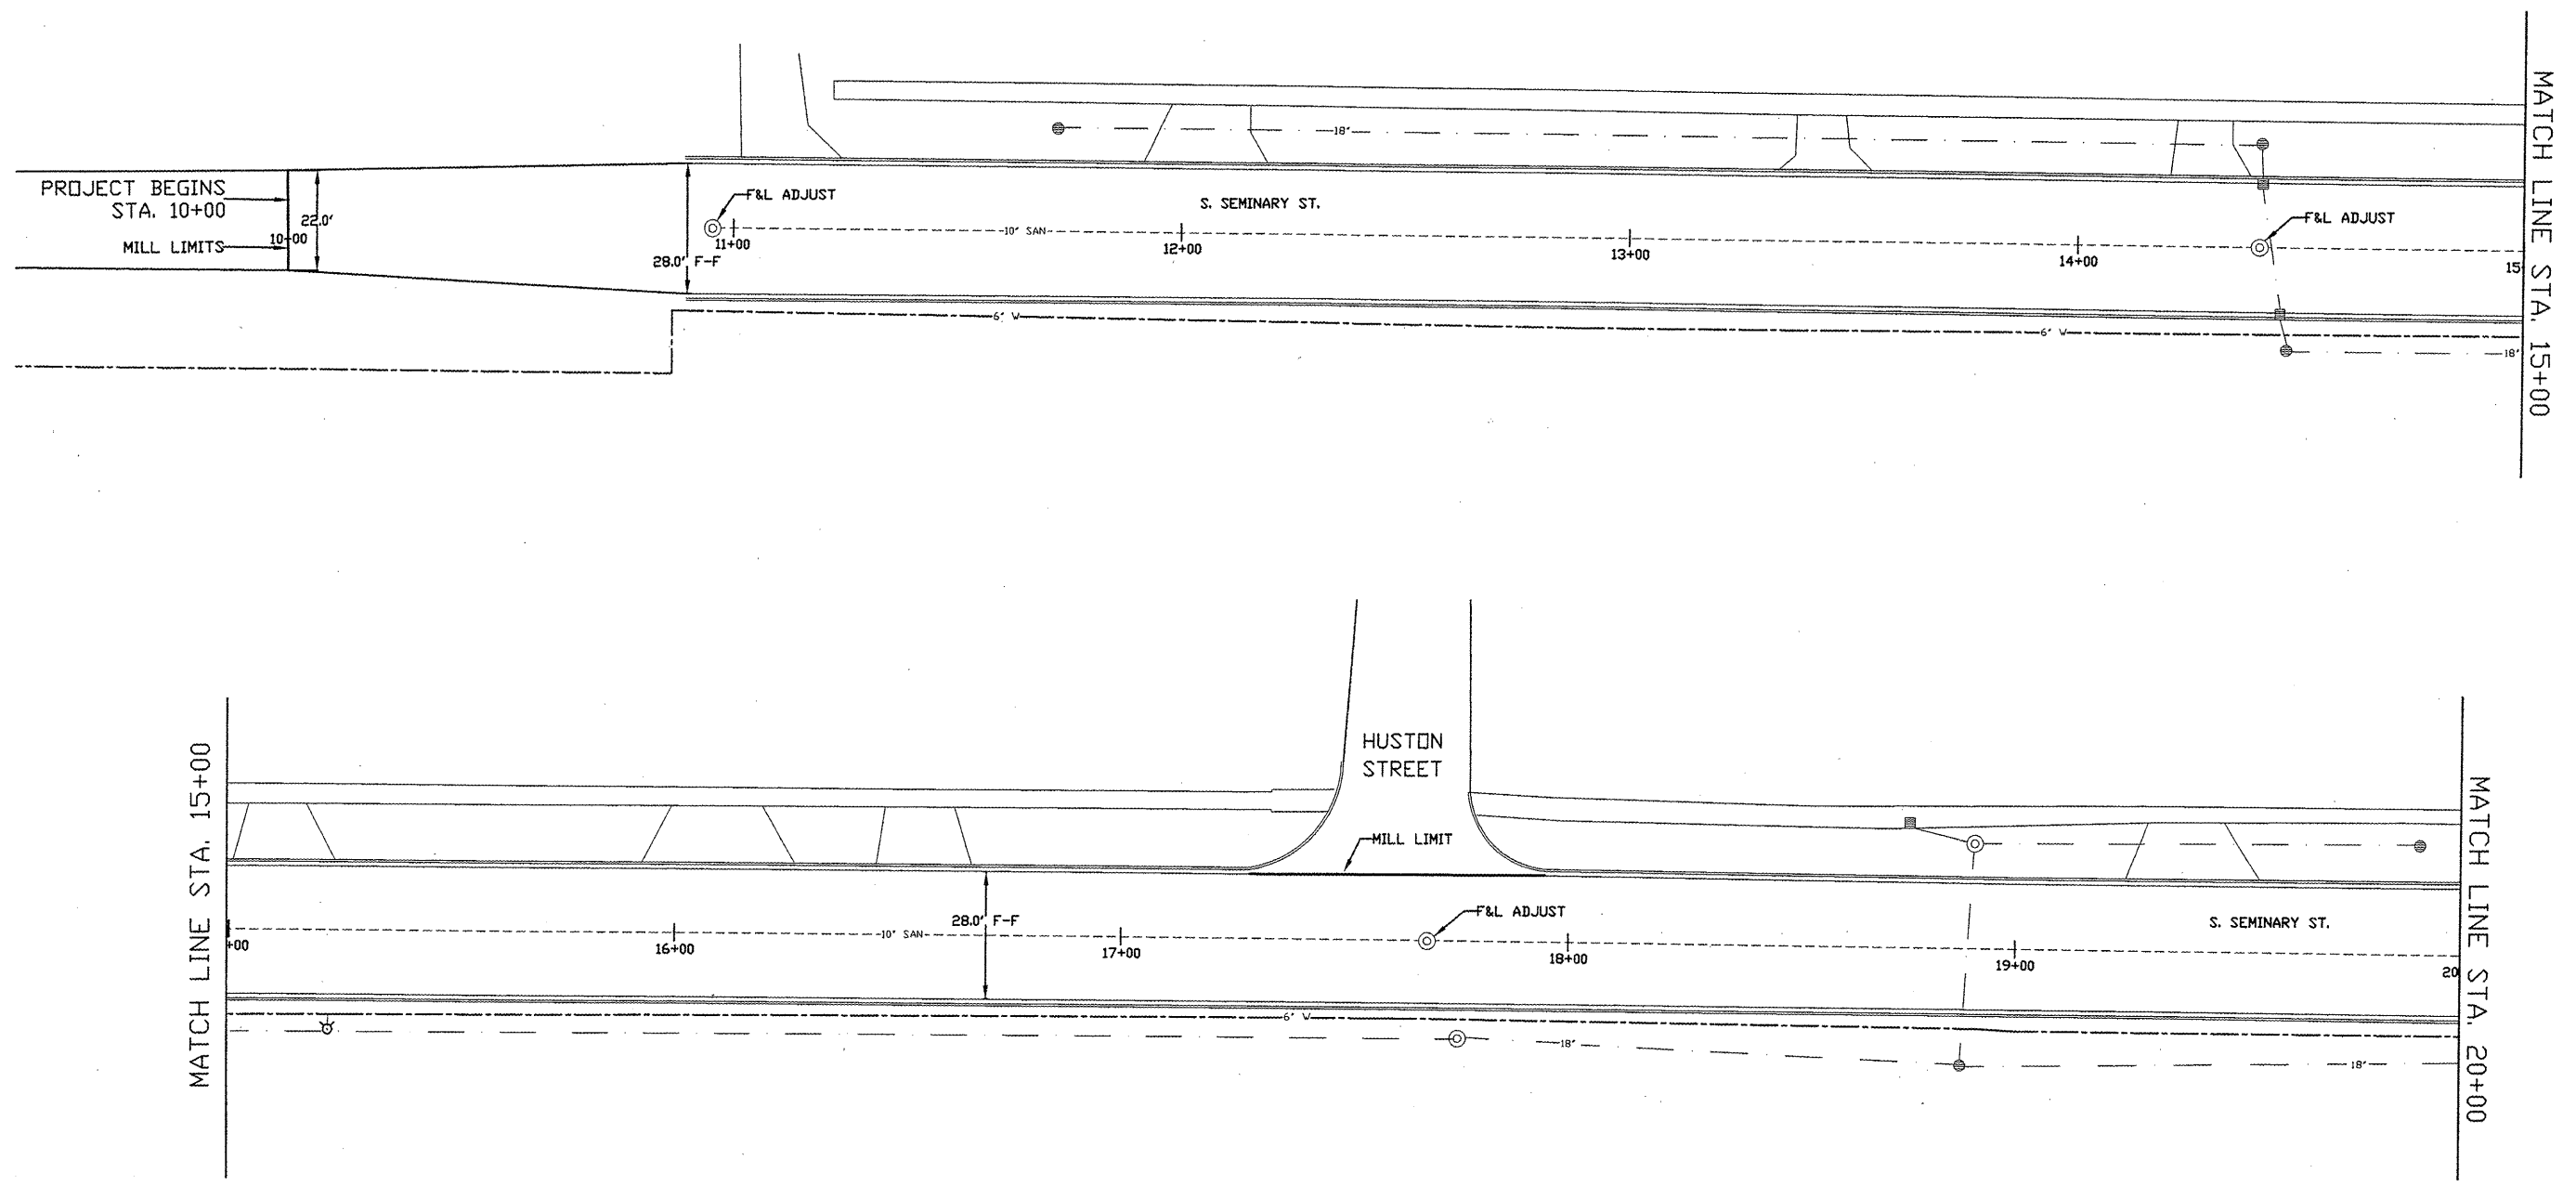 PROJECT BEGINS
STA. 10+00
MILL LIMITS
10+00
22.0'
28.0' F-F
F&L ADJUST
11+00
10" SAN
S. SEMINARY ST.
12+00
18"
13+00
14+00
F&L ADJUST
15
6" W
6" W
18"
MATCH LINE STA. 15+00
MATCH LINE STA. 15+00
+00
16+00
10" SAN
28.0' F-F
17+00
HUSTON
STREET
MILL LIMIT
F&L ADJUST
18+00
19+00
S. SEMINARY ST.
20
6" W
18"
18"
MATCH LINE STA. 20+00